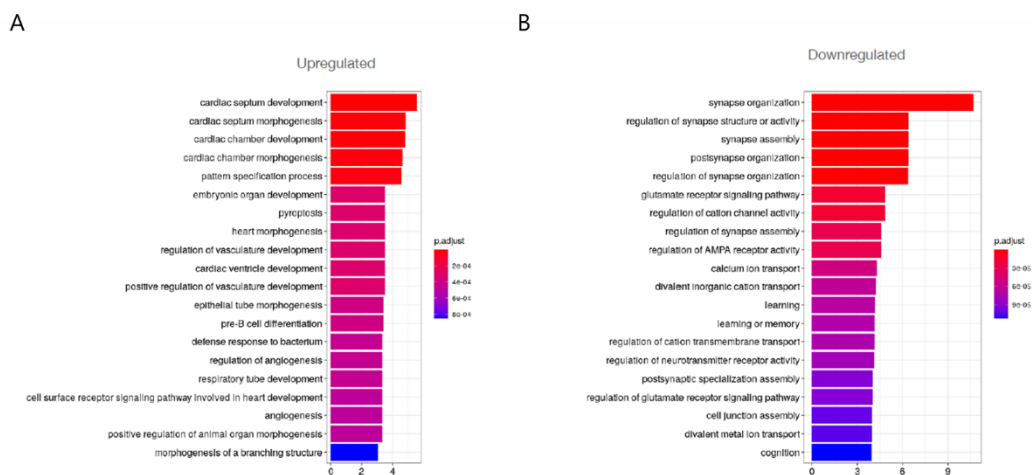 A
B
Upregulated
cardiac septum development
cardiac septum morphogenesis
cardiac chamber development
cardiac chamber morphogenesis
pattern specification process
embryonic organ development
pyroptosis
heart morphogenesis
regulation of vasculature development
cardiac ventricle development
positive regulation of vasculature development
epithelial tube morphogenesis
pre-B cell differentiation
defense response to bacterium
regulation of angiogenesis
respiratory tube development
cell surface receptor signaling pathway involved in heart development
angiogenesis
positive regulation of animal organ morphogenesis
morphogenesis of a branching structure
0 2 4
p.adjust
2e-04
4e-04
6e-04
8e-04
Downregulated
synapse organization
regulation of synapse structure or activity
synapse assembly
postsynapse organization
regulation of synapse organization
glutamate receptor signaling pathway
regulation of cation channel activity
regulation of synapse assembly
regulation of AMPA receptor activity
calcium ion transport
divalent inorganic cation transport
learning
learning or memory
regulation of cation transmembrane transport
regulation of neurotransmitter receptor activity
postsynaptic specialization assembly
regulation of glutamate receptor signaling pathway
cell junction assembly
divalent metal ion transport
cognition
0 3 6 9
p.adjust
3e-05
6e-05
9e-05